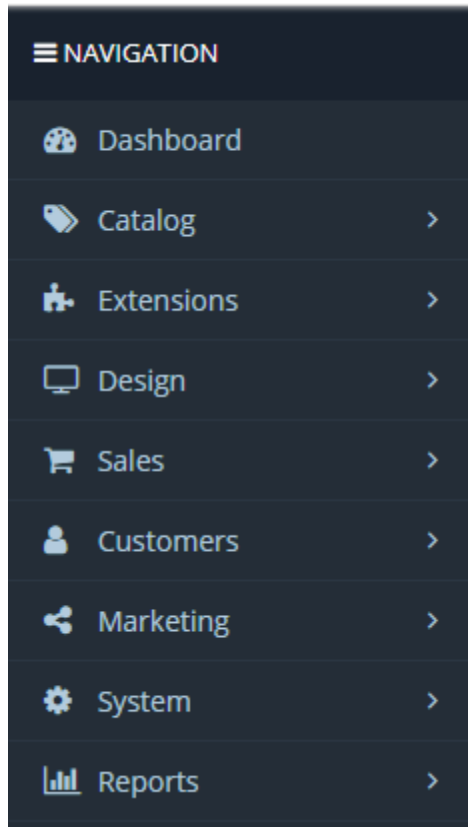 NAVIGATION
Dashboard
Catalog
Extensions
Design
Sales
Customers
Marketing
System
Reports